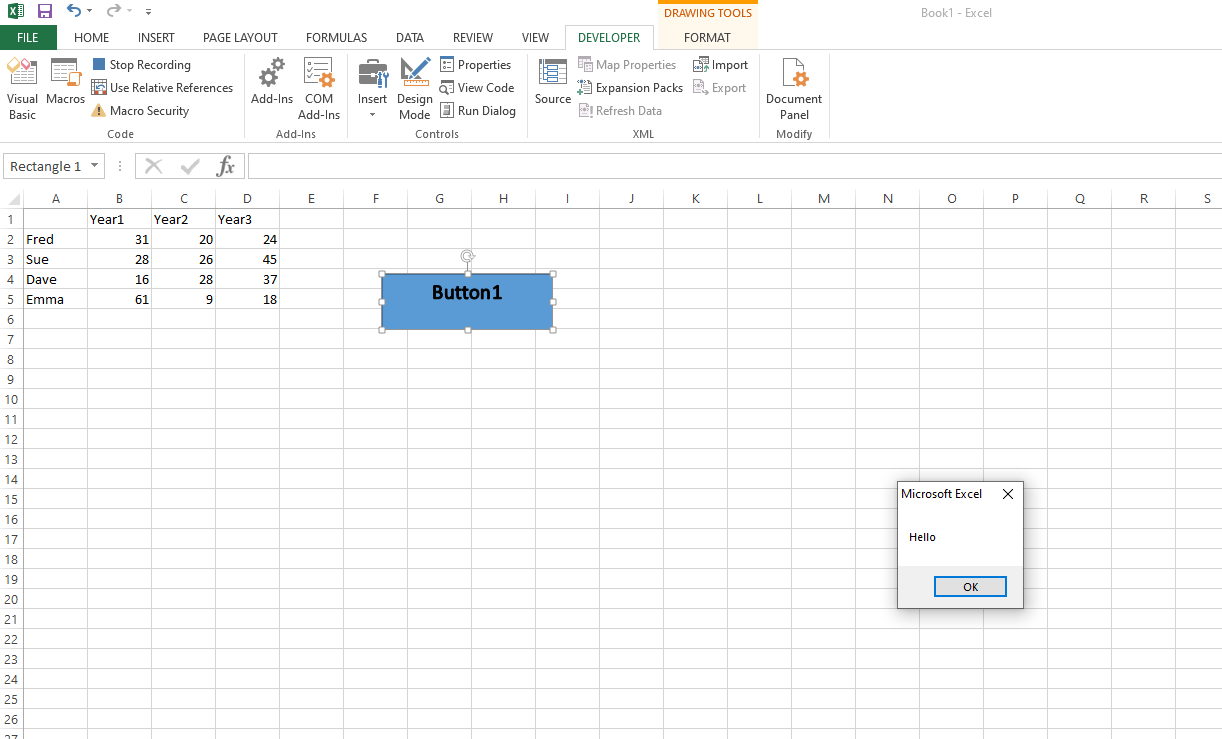 DRAWING TOOLS
Book1 - Excel
FILE HOME INSERT PAGE LAYOUT FORMULAS DATA REVIEW VIEW DEVELOPER FORMAT
Visual Basic
Macros
Stop Recording
Use Relative References
Macro Security
Code
Add-Ins
COM Add-Ins
Add-Ins
Insert
Design Mode
Properties
View Code
Run Dialog
Controls
Source
Map Properties
Expansion Packs
Refresh Data
Import
Export
XML
Document Panel
Modify
Rectangle 1
fx
A B C D E F G H I J K L M N O P Q R S
1 Year1 Year2 Year3
2 Fred 31 20 24
3 Sue 28 26 45
4 Dave 16 28 37
5 Emma 61 9 18
Button1
6
7
8
9
10
11
12
13
14
15
16
17
18
19
20
21
22
23
24
25
26
27
Microsoft Excel
Hello
OK